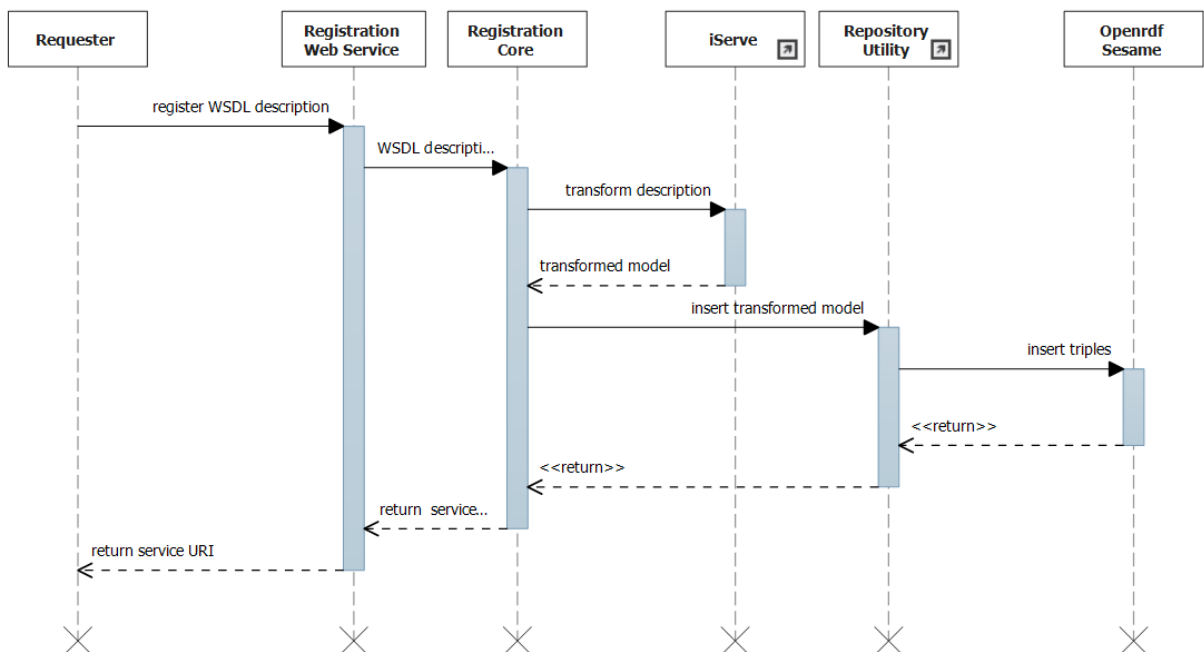 Requester
Registration
Web Service
Registration
Core
iServe
Repository
Utility
Openrdf
Sesame
register WSDL description
WSDL descripti...
transform description
transformed model
insert transformed model
insert triples
<<return>>
<<return>>
return service...
return service URI